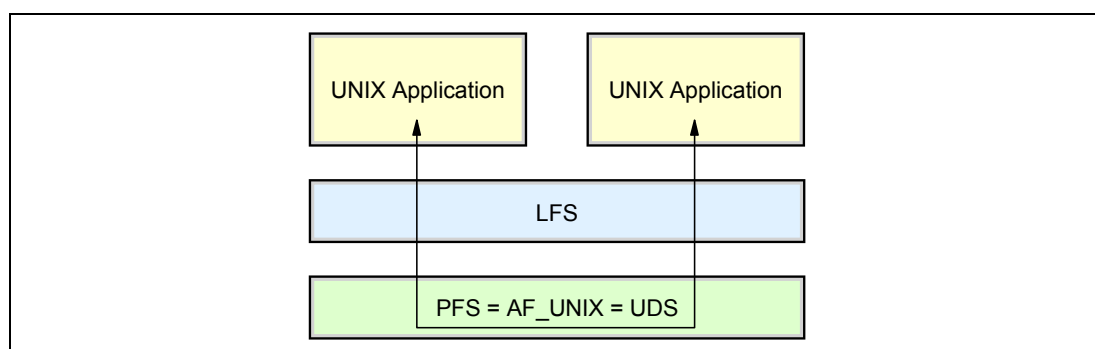 UNIX Application
UNIX Application
LFS
PFS = AF_UNIX = UDS